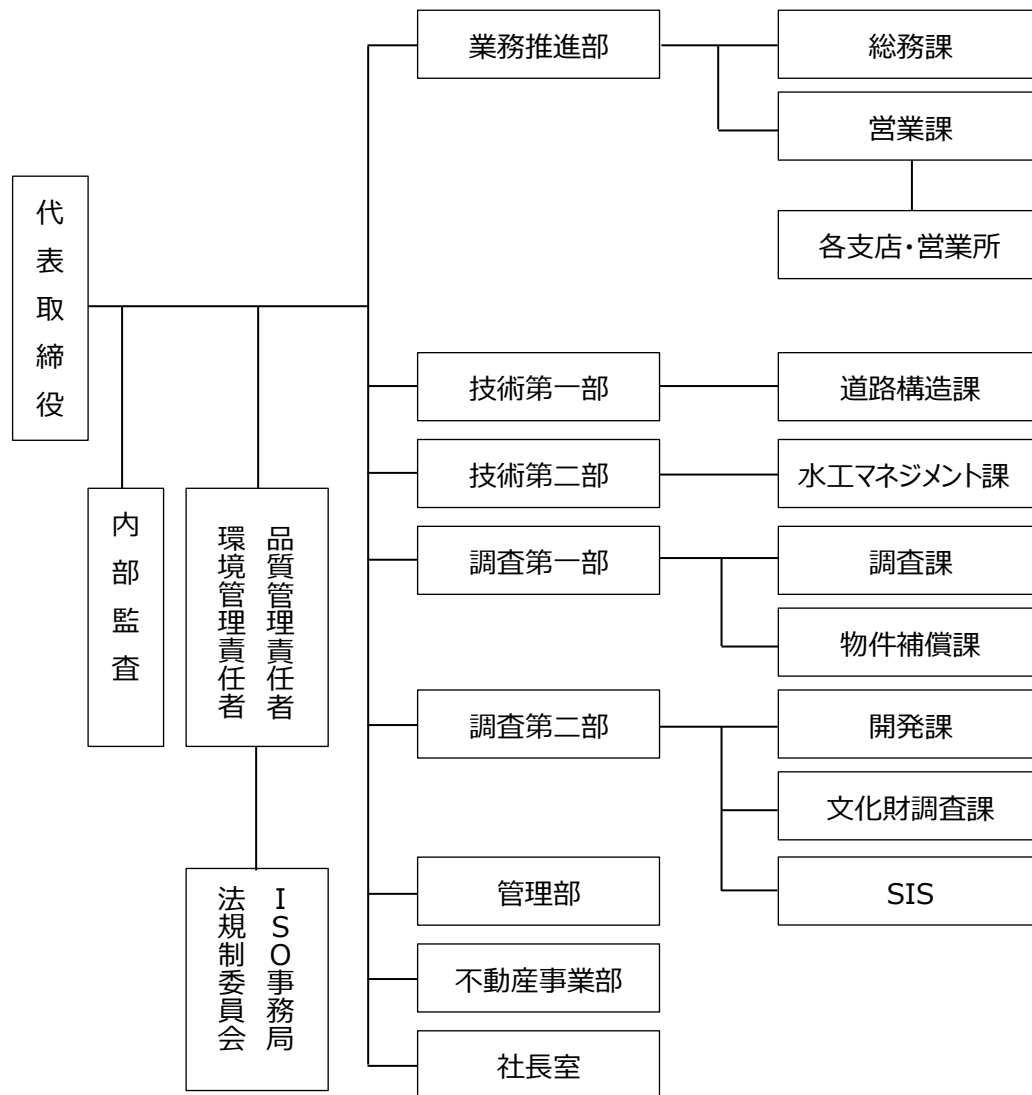 代表取締役
内部監査
品質管理責任者
環境管理責任者
ISO事務局
法規制委員会
業務推進部
総務課
営業課
各支店・営業所
技術第一部
道路構造課
技術第二部
水工マネジメント課
調査第一部
調査課
物件補償課
調査第二部
開発課
文化財調査課
SIS
管理部
不動産事業部
社長室